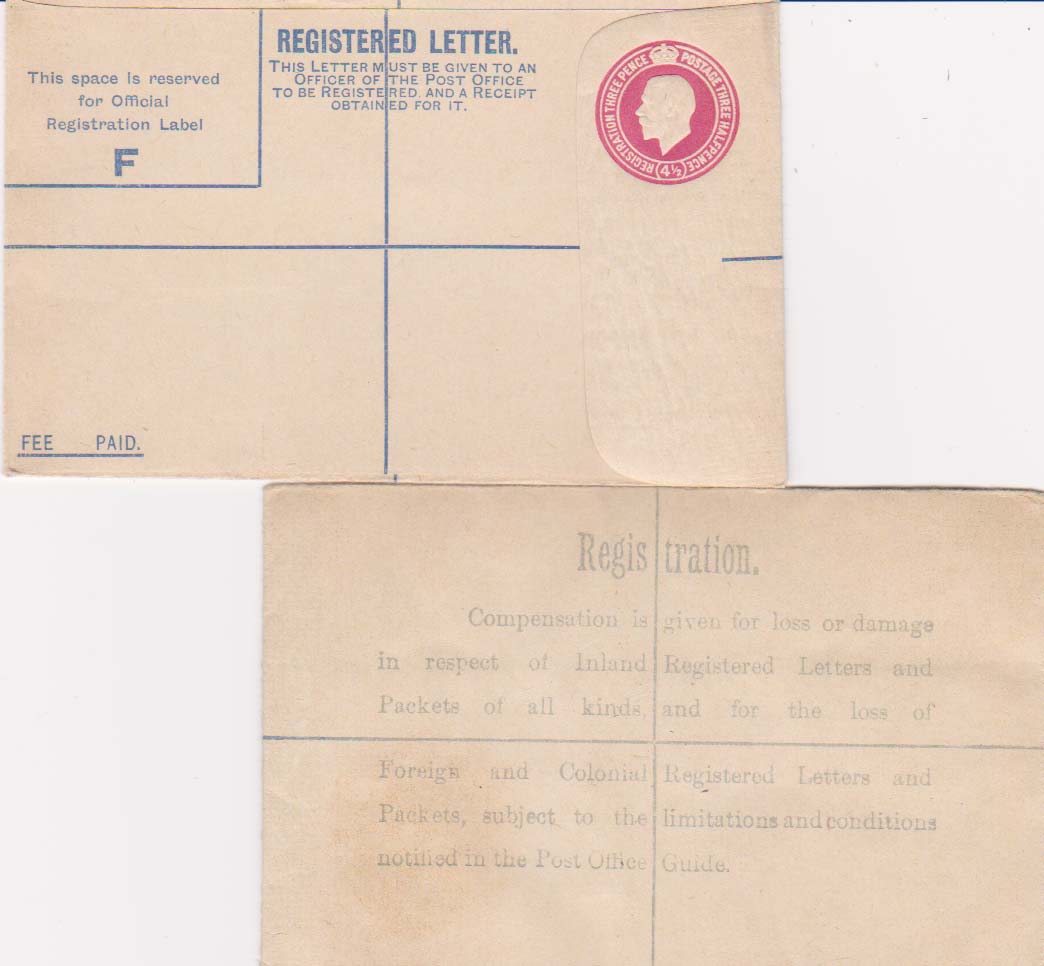 This space is reserved
for Official
Registration Label
F
REGISTERED LETTER.
THIS LETTER MUST BE GIVEN TO AN
OFFICER OF THE POST OFFICE
TO BE REGISTERED, AND A RECEIPT
OBTAINED FOR IT.
REGISTRATION THREE PENCE
POSTAGE THREE HALFPENCE
REGISTRATION
(4½)
FEE PAID.
Registration.
Compensation is given for loss or damage
in respect of Inland Registered Letters and
Packets of all kinds, and for the loss of
Foreign and Colonial Registered Letters and
Packets, subject to the limitations and conditions
notified in the Post Office Guide.